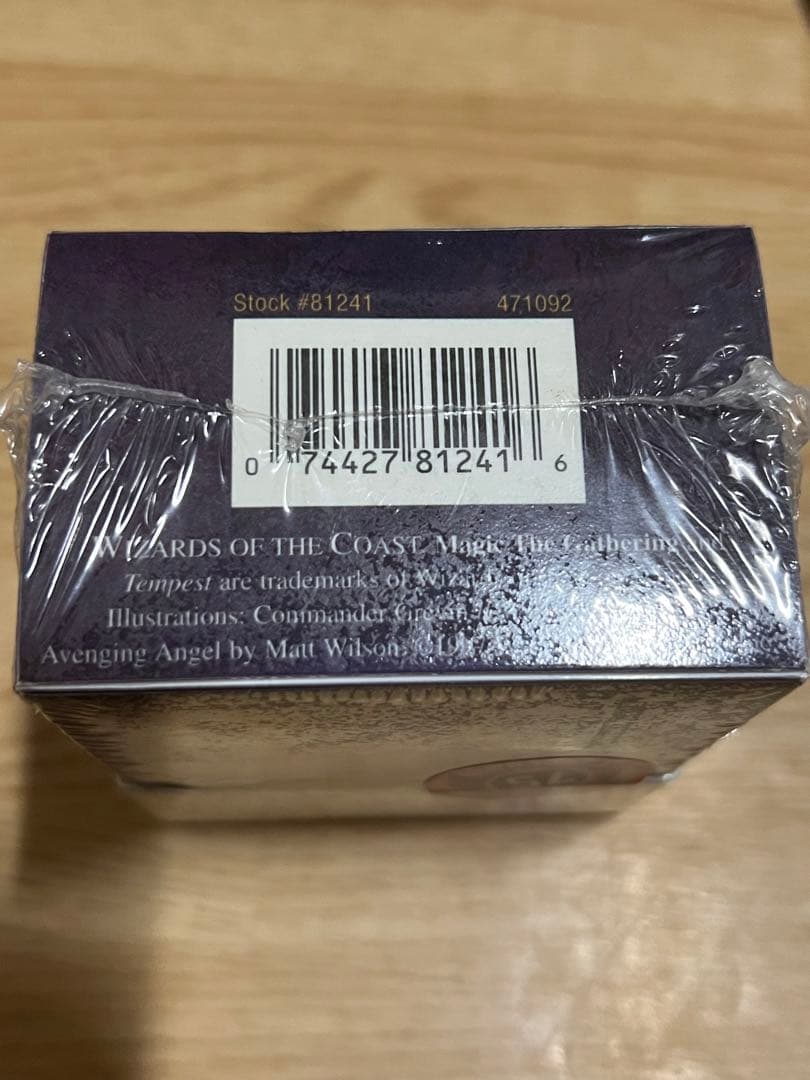 Stock #81241 471092
0 74427 81241 6
WIZARDS OF THE COAST, Magic The Gathering and
Tempest are trademarks of
Illustrations: Commander
Avenging Angel by Matt Wilson.